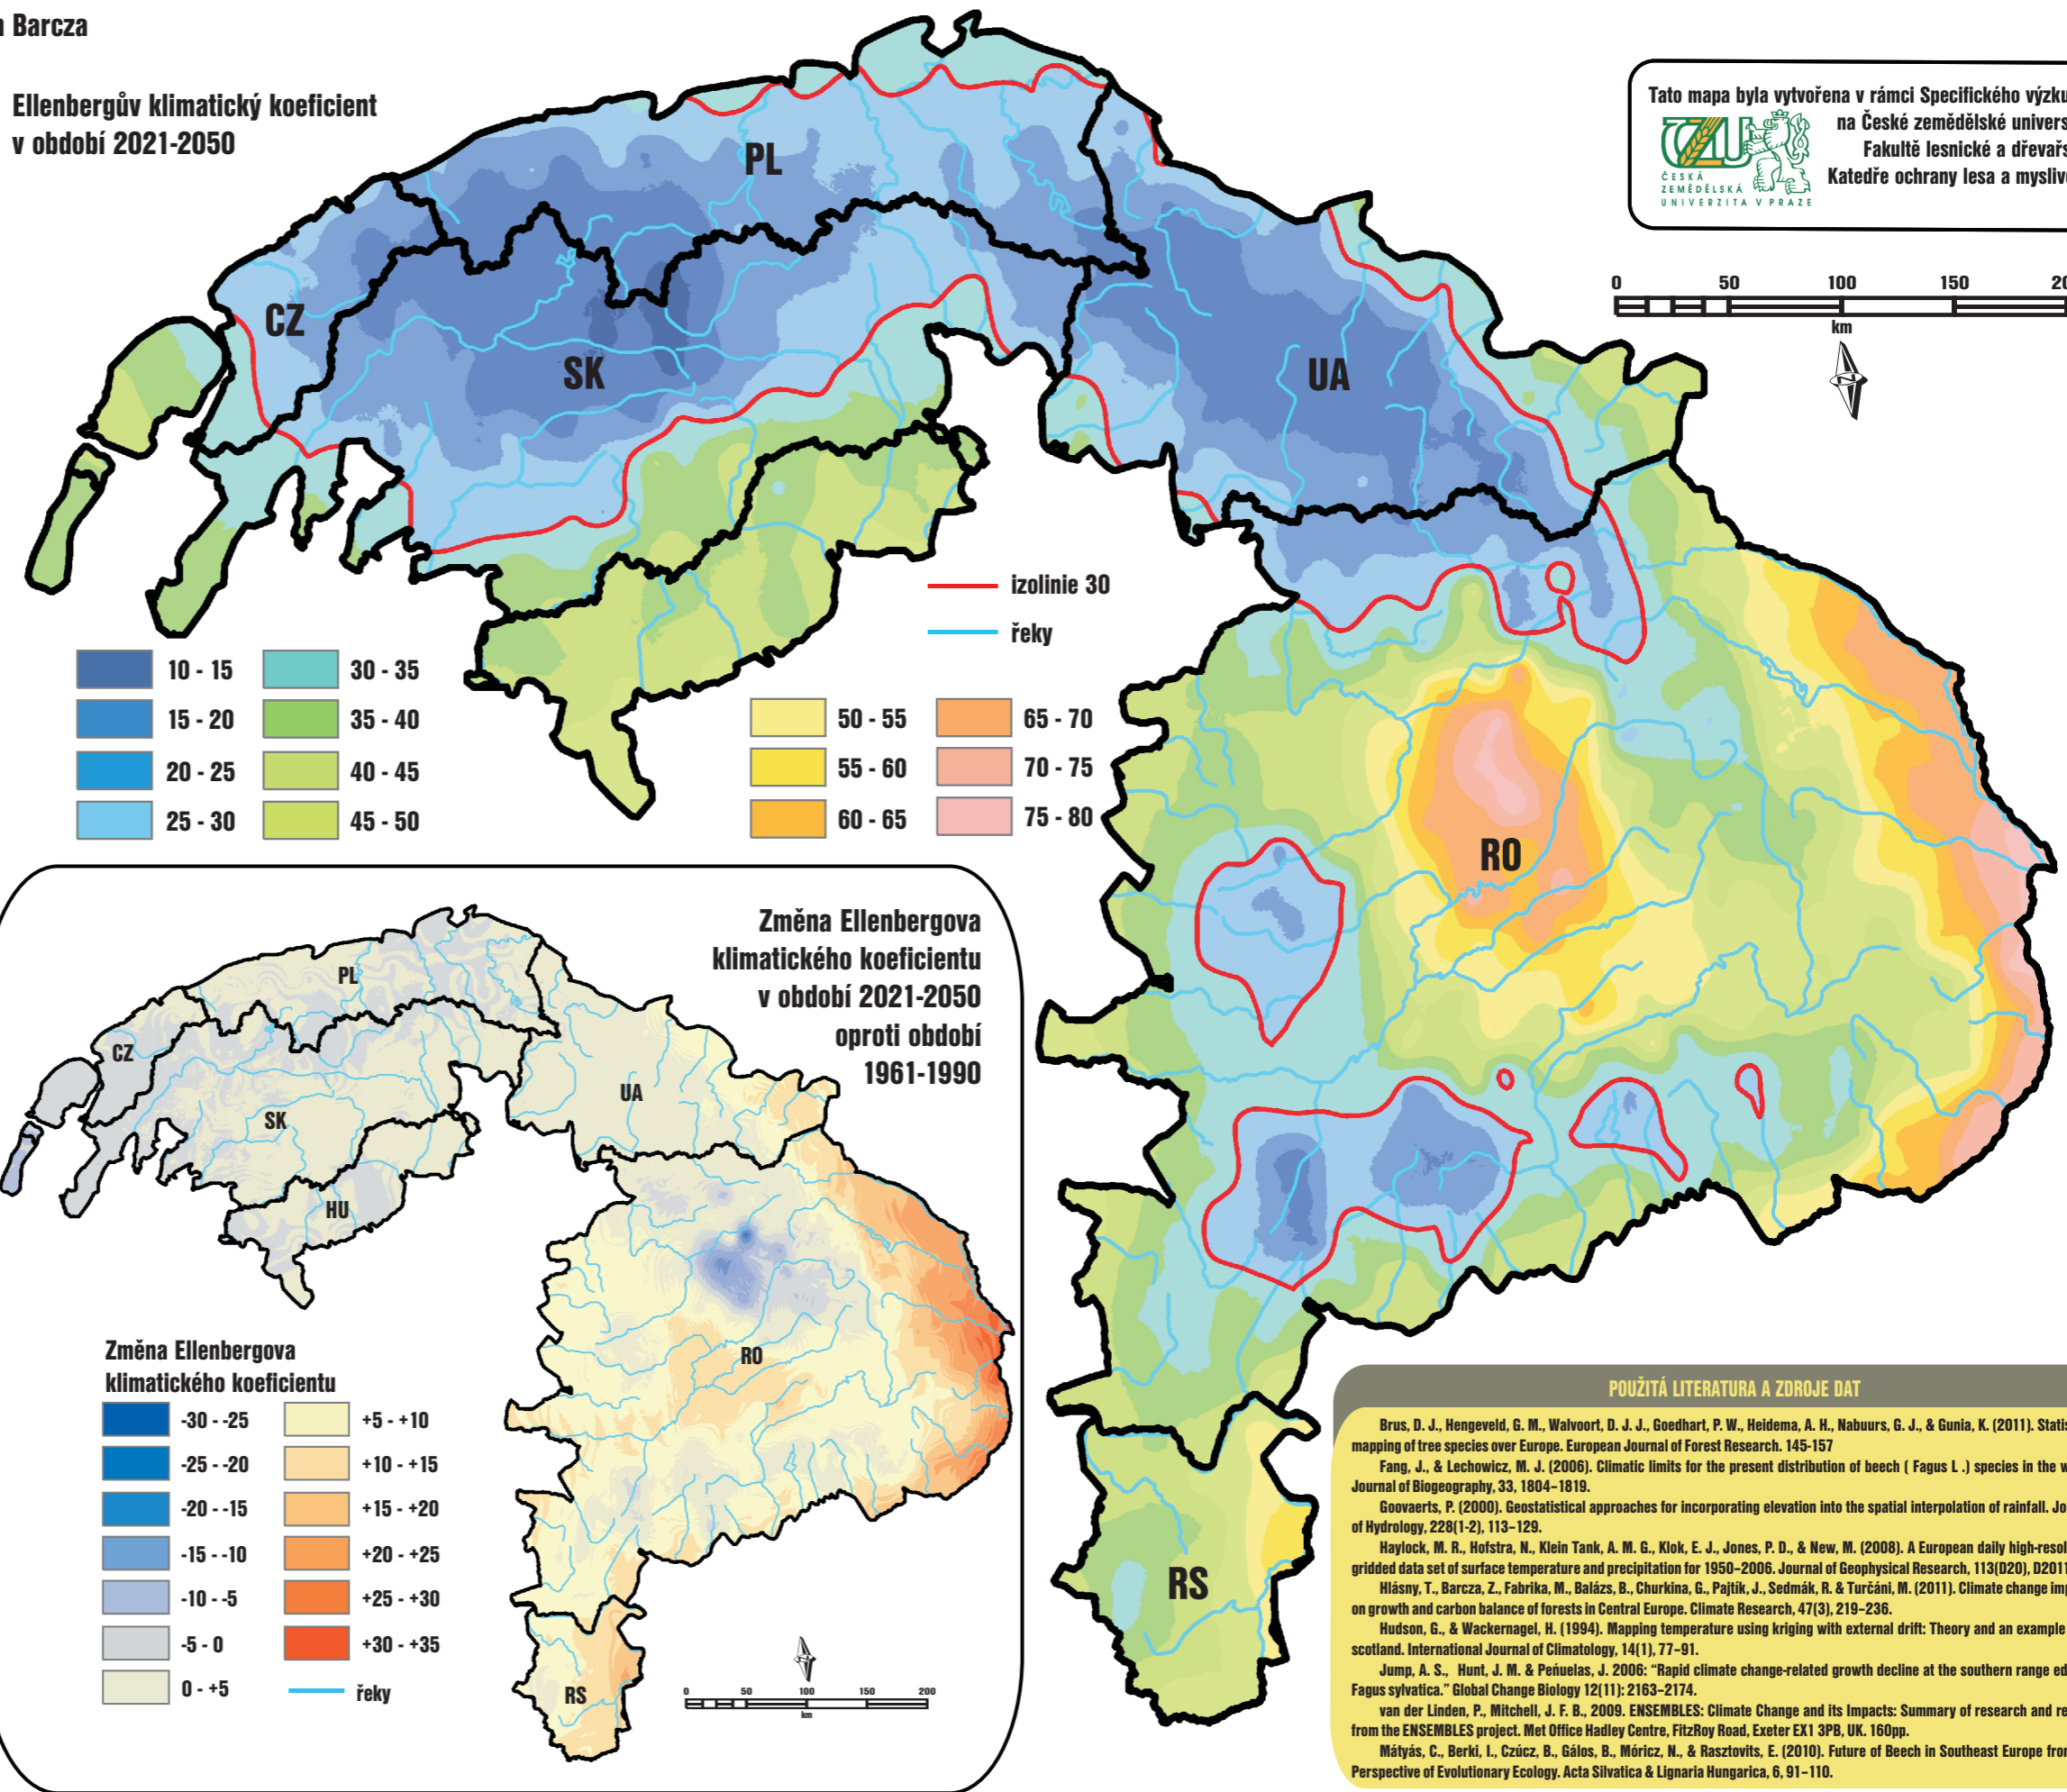 Barcza
Ellenbergův klimatický koeficient
v období 2021-2050
Tato mapa byla vytvořena v rámci Specifického
na České zemědělské
Fakultě lesnické a
Katedře ochrany lesa a
ČESKÁ
ZEMĚDĚLSKÁ
UNIVERZITA V PRAZE
0 50 100 150
km
N
PL
CZ
SK
UA
RO
RS
izolinie 30
řeky
10 - 15
15 - 20
20 - 25
25 - 30
30 - 35
35 - 40
40 - 45
45 - 50
50 - 55
55 - 60
60 - 65
65 - 70
70 - 75
75 - 80
Změna Ellenbergova
klimatického koeficientu
v období 2021-2050
oproti období
1961-1990
PL
CZ
SK
UA
HU
RO
RS
Změna Ellenbergova
klimatického koeficientu
-30 - -25
-25 - -20
-20 - -15
-15 - -10
-10 - -5
-5 - 0
0 - +5
+5 - +10
+10 - +15
+15 - +20
+20 - +25
+25 - +30
+30 - +35
řeky
0 50 100 150 200
km
POUŽITÁ LITERATURA A ZDROJE DAT
Brus, D. J., Hengeveld, G. M., Walvoort, D. J. J., Goedhart, P. W., Heidema, A. H., Nabuurs, G. J., & Gunia, K. (2011).
mapping of tree species over Europe. European Journal of Forest Research. 145-157
Fang, J., & Lechowicz, M. J. (2006). Climatic limits for the present distribution of beech ( Fagus L .) species in the
Journal of Biogeography, 33, 1804–1819.
Goovaerts, P. (2000). Geostatistical approaches for incorporating elevation into the spatial interpolation of rainfall.
of Hydrology, 228(1-2), 113–129.
Haylock, M. R., Hofstra, N., Klein Tank, A. M. G., Klok, E. J., Jones, P. D., & New, M. (2008). A European daily
gridded data set of surface temperature and precipitation for 1950–2006. Journal of Geophysical Research, 113(D20),
Hlásny, T., Barcza, Z., Fabrika, M., Balázs, B., Churkina, G., Pajtík, J., Sedmák, R. & Turčáni, M. (2011). Climate change
on growth and carbon balance of forests in Central Europe. Climate Research, 47(3), 219–236.
Hudson, G., & Wackernagel, H. (1994). Mapping temperature using kriging with external drift: Theory and an example
scotland. International Journal of Climatology, 14(1), 77–91.
Jump, A. S., Hunt, J. M. & Peńuelas, J. 2006: “Rapid climate change-related growth decline at the southern range
Fagus sylvatica.” Global Change Biology 12(11): 2163–2174.
van der Linden, P., Mitchell, J. F. B., 2009. ENSEMBLES: Climate Change and its Impacts: Summary of research and
from the ENSEMBLES project. Met Office Hadley Centre, FitzRoy Road, Exeter EX1 3PB, UK. 160pp.
Mátyás, C., Berki, I., Czúcz, B., Gálos, B., Móricz, N., & Rasztovits, E. (2010). Future of Beech in Southeast Europe
Perspective of Evolutionary Ecology. Acta Silvatica & Lignaria Hungarica, 6, 91–110.